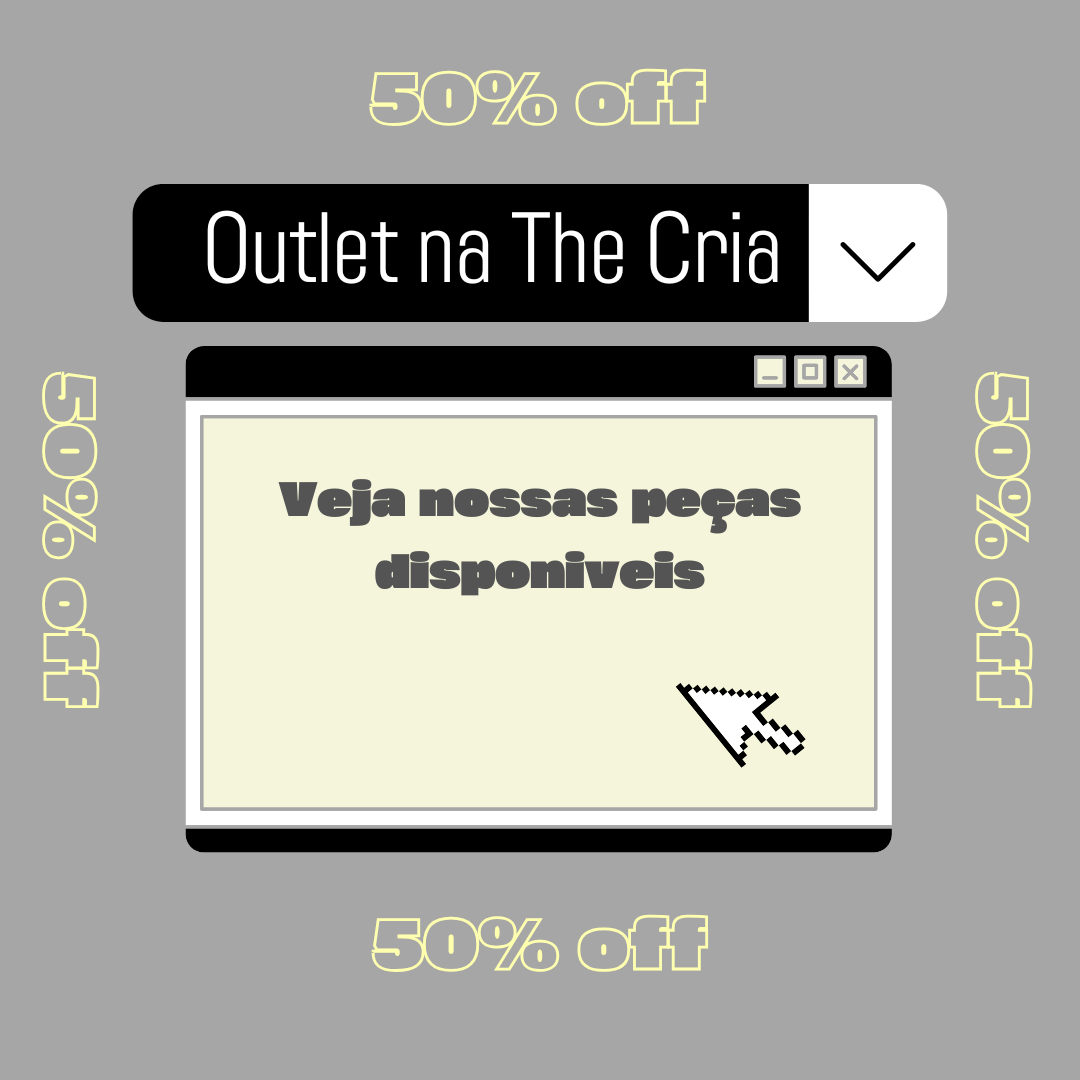 50% off
Outlet na The Cria
50% off
Veja nossas peças
disponiveis
50% off
50% off